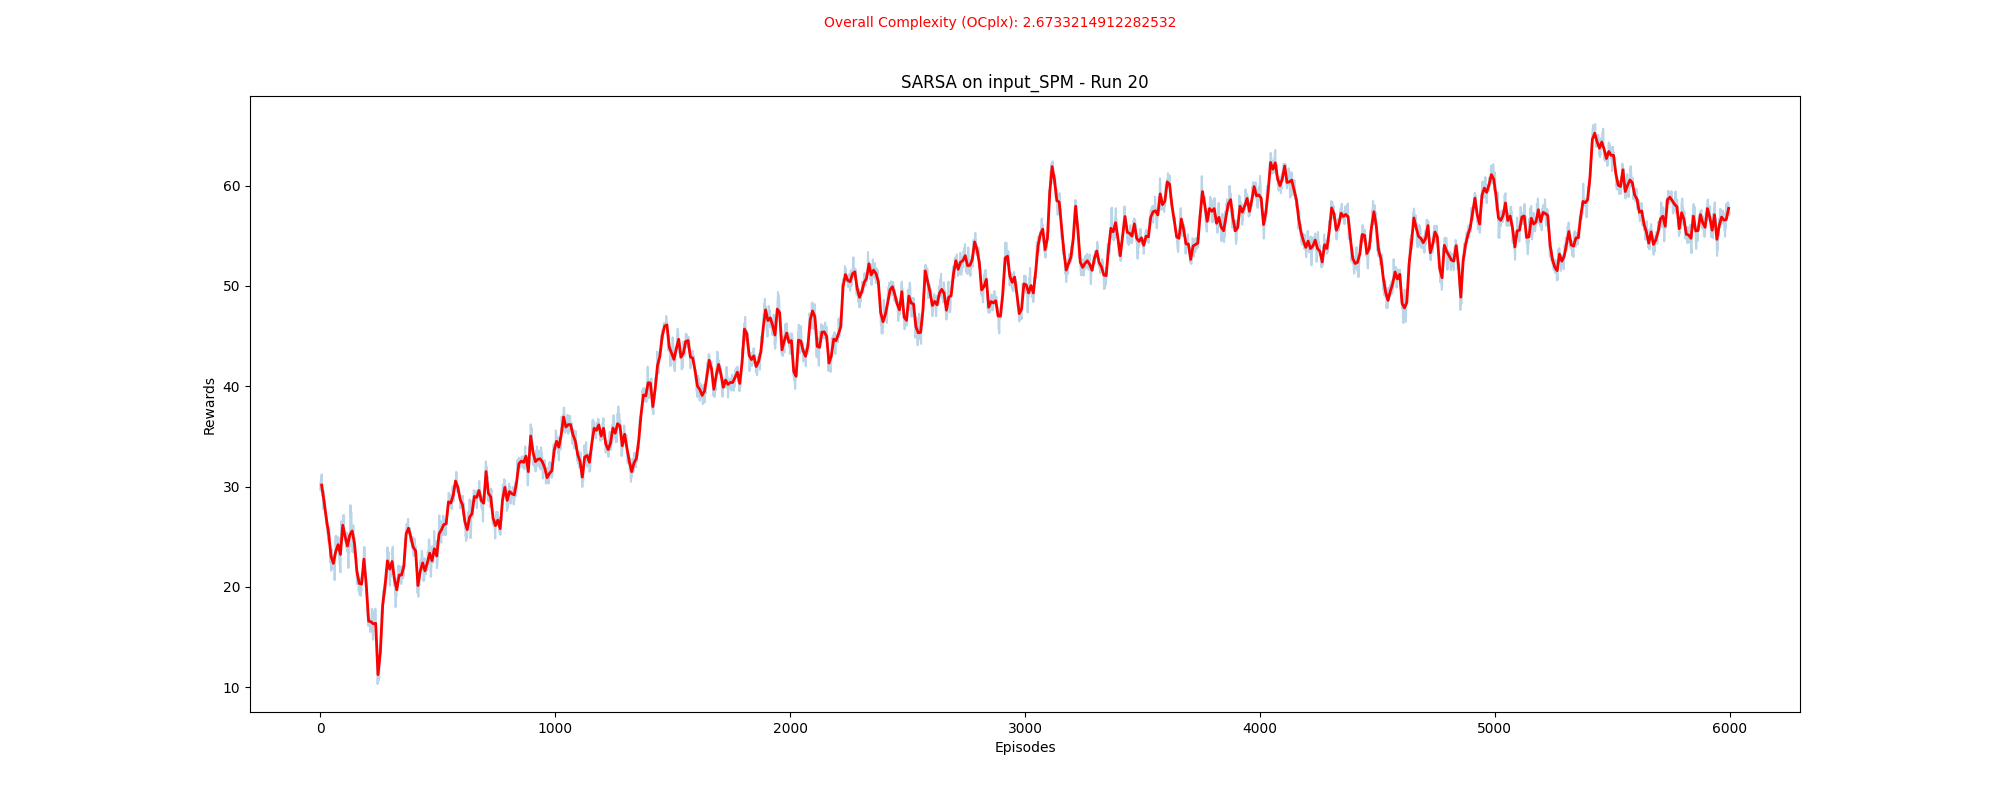 Overall Complexity (OCplx): 2.6733214912282532
SARSA on input_SPM - Run 20
Rewards
60
50
40
30
20
10
0 1000 2000 3000 4000 5000 6000
Episodes